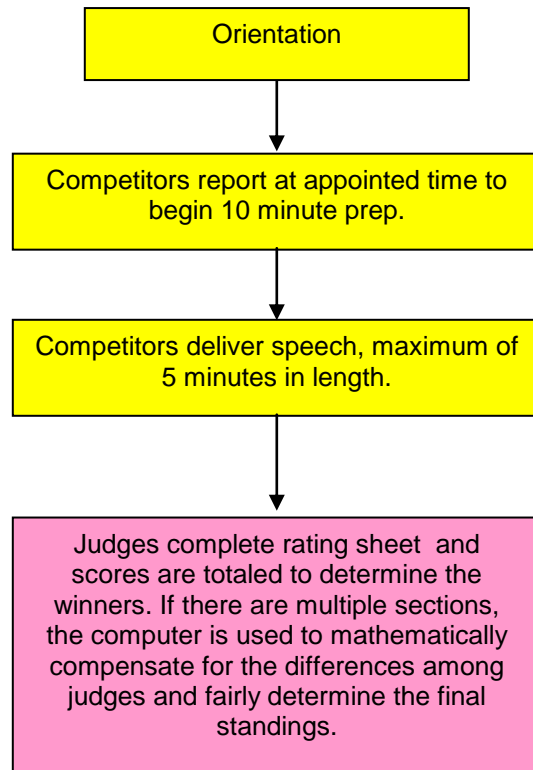 Orientation
Competitors report at appointed time to
begin 10 minute prep.
Competitors deliver speech, maximum of
5 minutes in length.
Judges complete rating sheet  and
scores are totaled to determine the
winners. If there are multiple sections,
the computer is used to mathematically
compensate for the differences among
judges and fairly determine the final
standings.